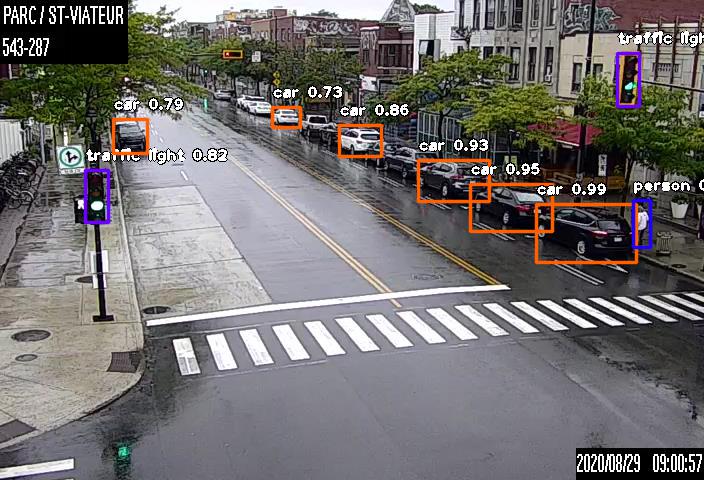 PARC / ST-VIATEUR
543-287
traffic ligh
car 0.79
car 0.73
car 0.86
traffic light 0.82
car 0.93
car 0.95
car 0.99
person 0
2020/08/29 09:00:57